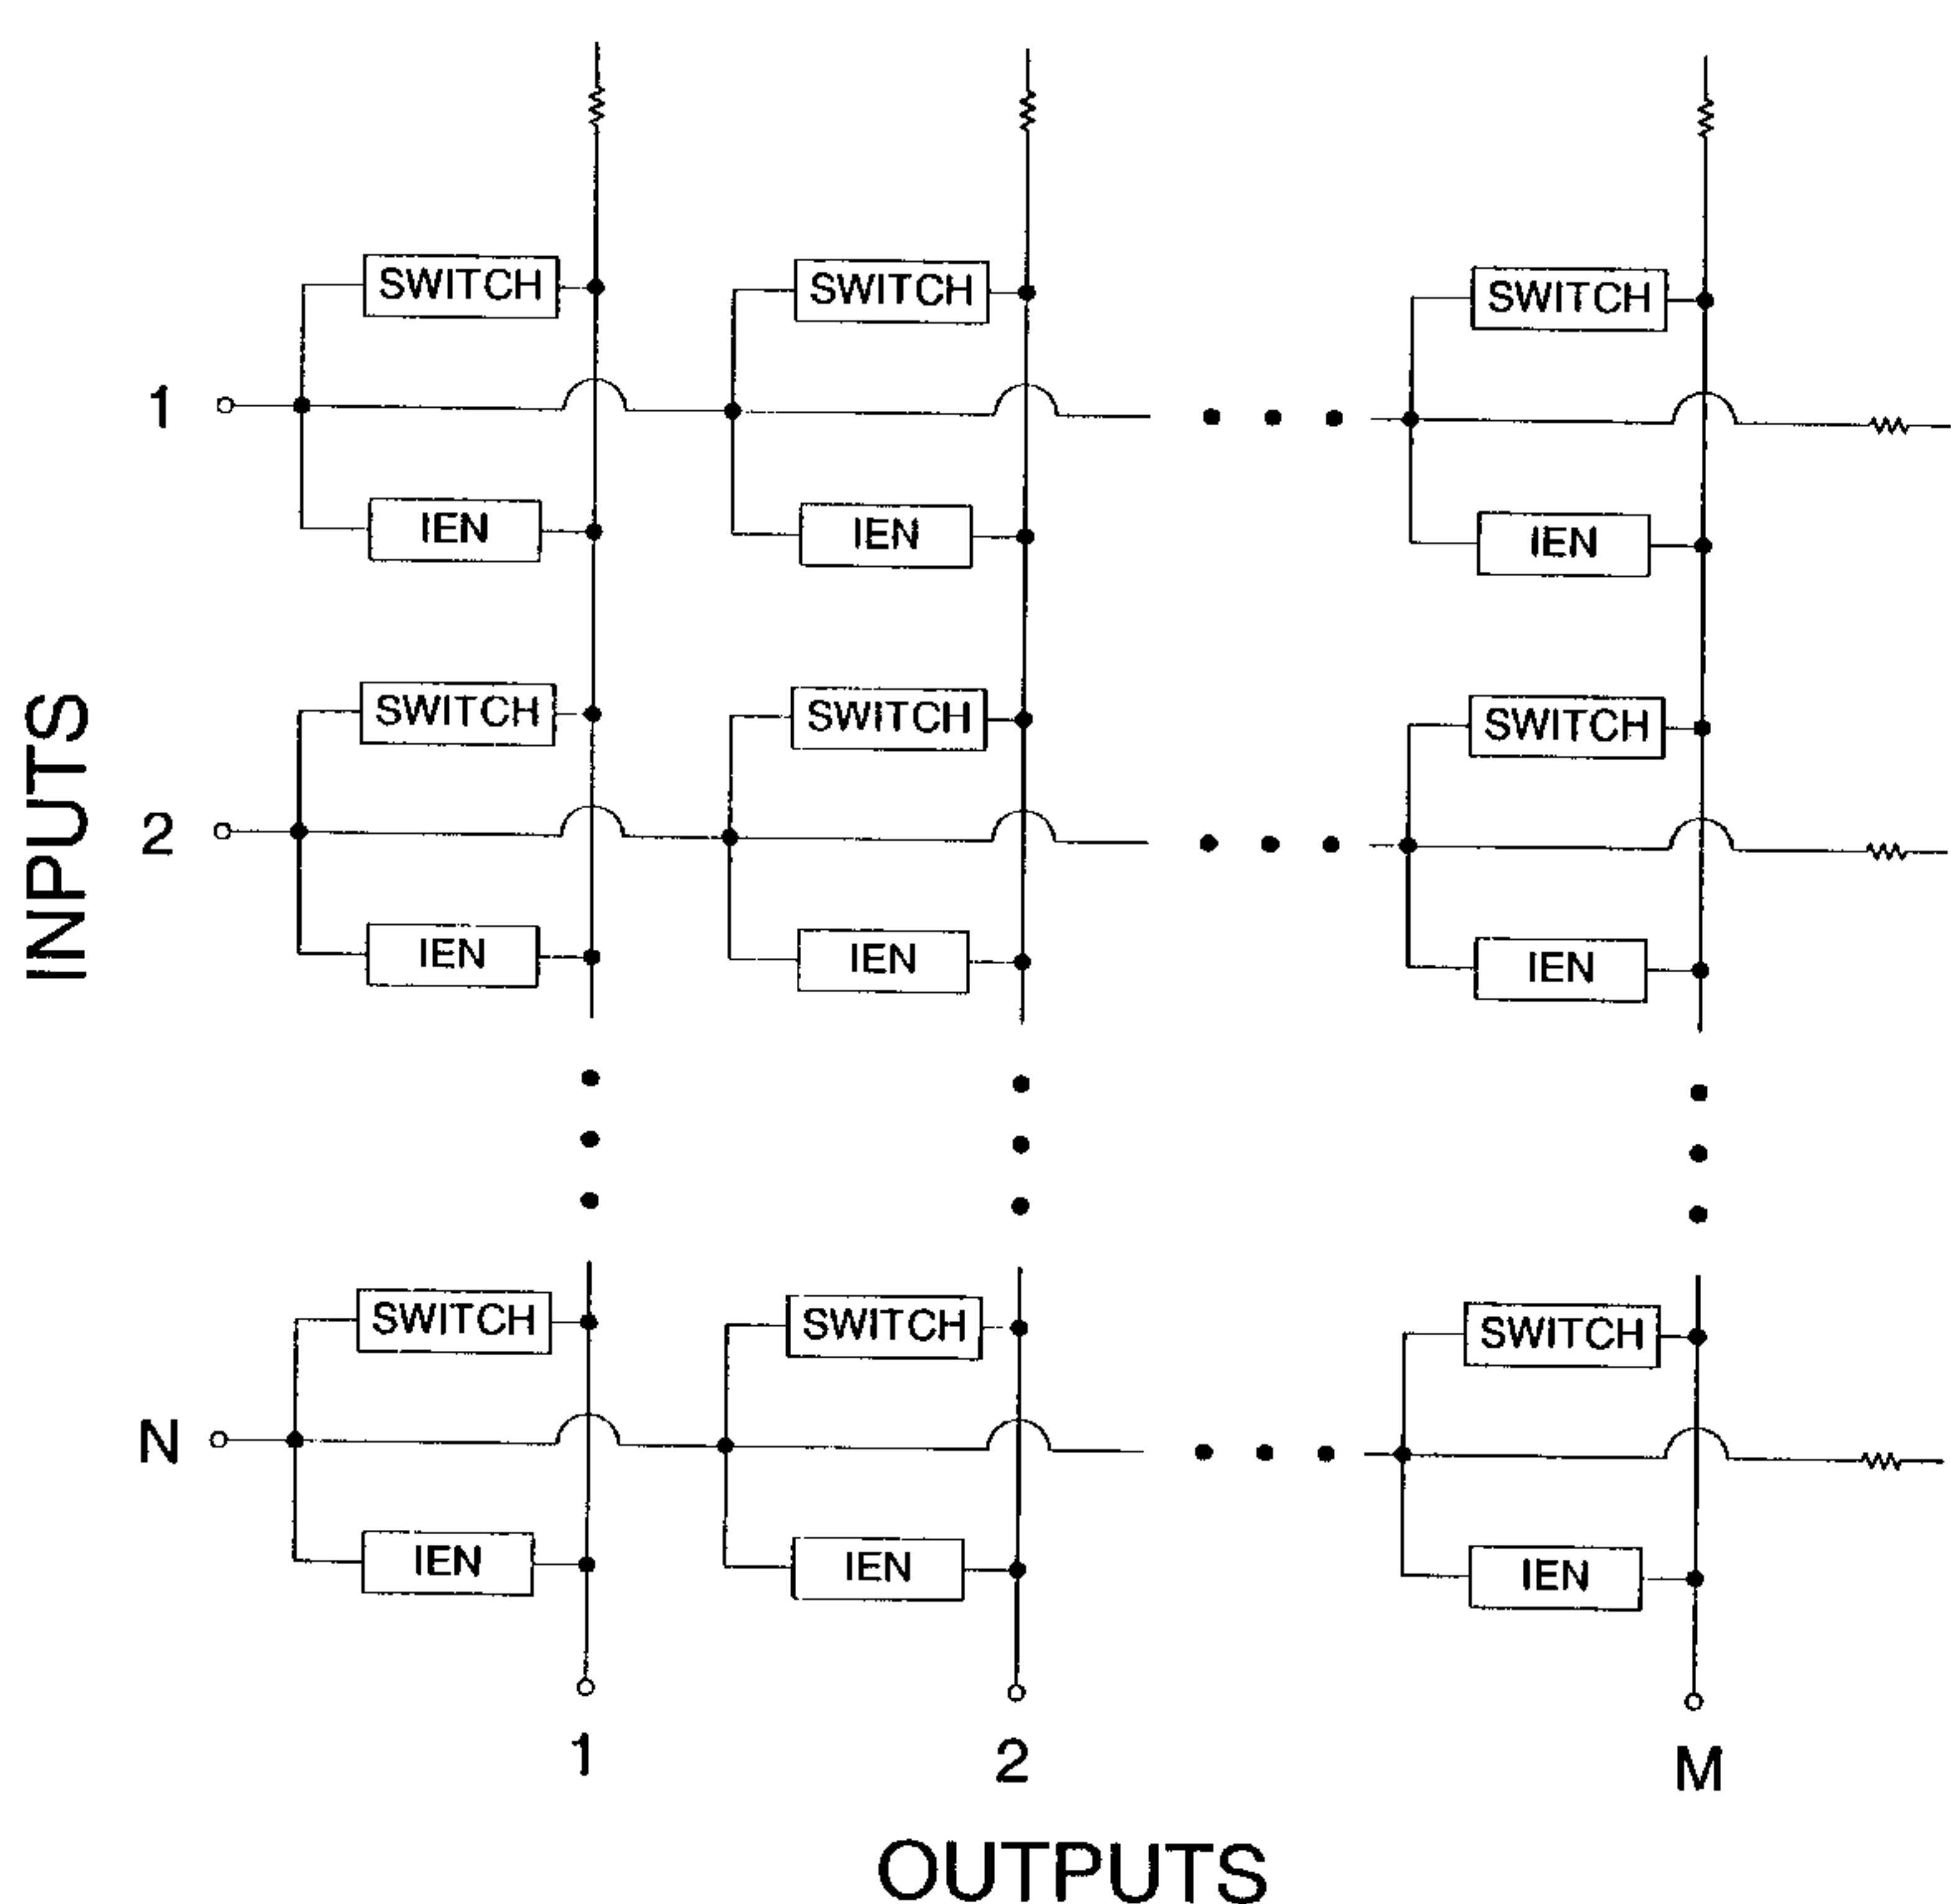 SWITCH SWITCH SWITCH
1
IEN IEN IEN
SWITCH SWITCH SWITCH
INPUTS
2
IEN IEN IEN
SWITCH SWITCH SWITCH
N
IEN IEN IEN
1 2 M
OUTPUTS